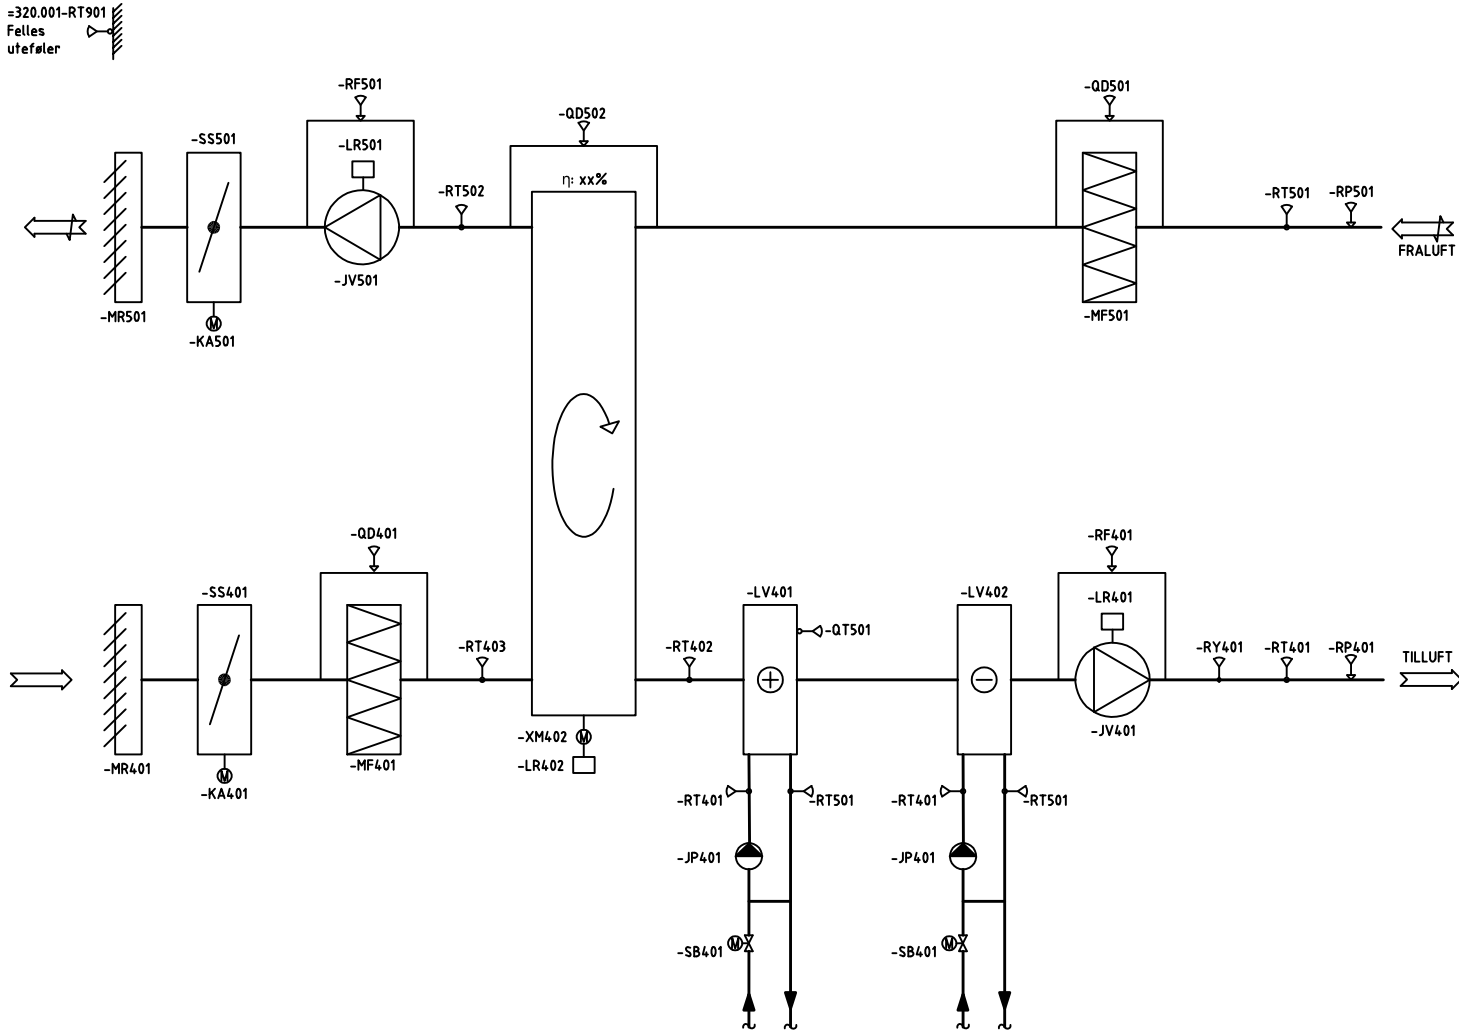 =320.001-RT901
Felles
uteføler
-RF501
-QD501
-QD502
-SS501
-LR501
η: xx%
-RT502
-RT501
-RP501
FRALUFT
-JV501
-MR501
-MF501
-KA501
M
-QD401
-RF401
-SS401
-LV401
-LV402
-LR401
-QT501
-RT403
-RT402
-RY401
-RT401
-RP401
TILLUFT
-XM402
M
-JV401
-MR401
-MF401
-LR402
M
-KA401
-RT401
-RT501
-RT401
-RT501
-JP401
-JP401
-SB401
M
-SB401
M